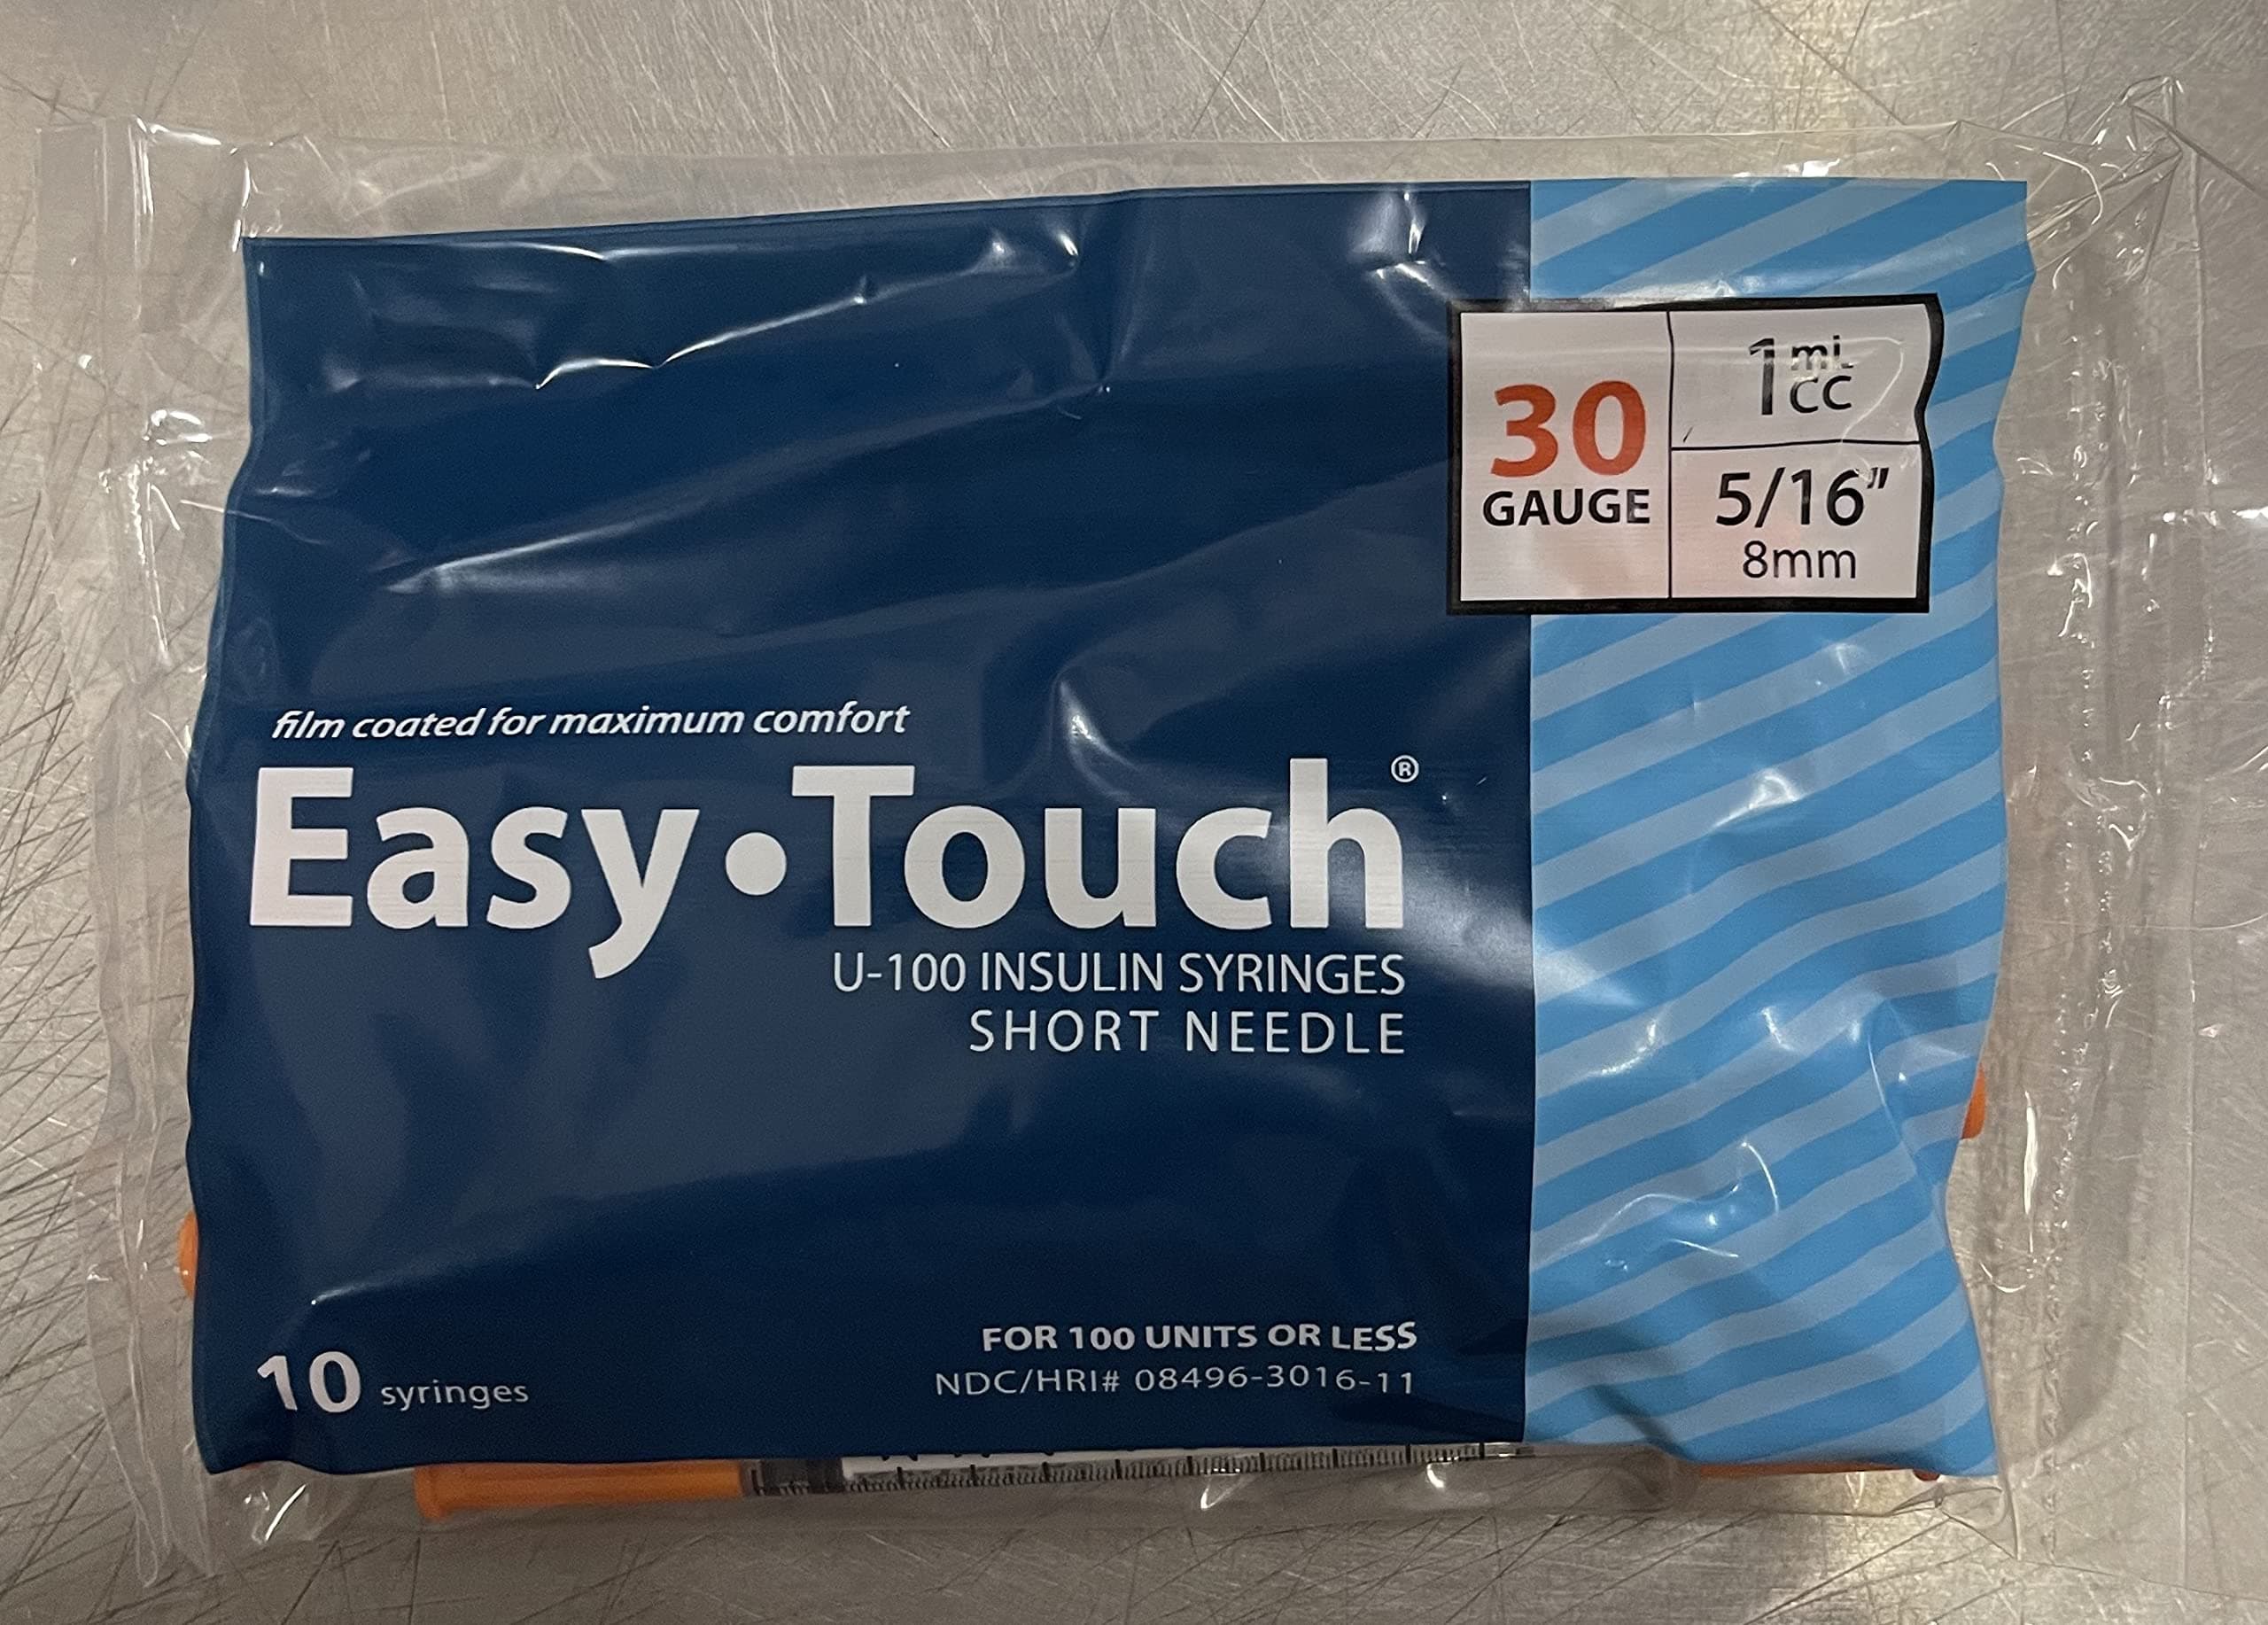 30
GAUGE
1 mL
cc
5/16"
8mm
film coated for maximum comfort
Easy•Touch®
U-100 INSULIN SYRINGES
SHORT NEEDLE
10 syringes
FOR 100 UNITS OR LESS
NDC/HRI# 08496-3016-11